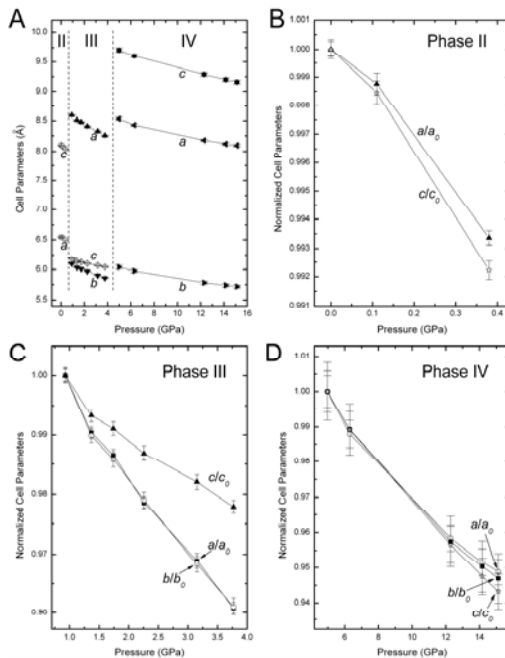 A
II
III
IV
10.0
9.5
9.0
8.5
8.0
7.5
7.0
6.5
6.0
5.5
c
a
a
c
c
a
b
b
0
2
4
6
8
10
12
14
16
Cell Parameters (Å)
Pressure (GPa)
B
Phase II
1.001
1.000
0.999
0.998
0.997
0.996
0.995
0.994
0.993
0.992
0.991
a/a0
c/c0
0.0
0.1
0.2
0.3
0.4
Normalized Cell Parameters
Pressure (GPa)
C
Phase III
1.00
0.99
0.98
0.97
c/c0
a/a0
b/b0
1.0
1.5
2.0
2.5
3.0
3.5
4.0
Normalized Cell Parameters
Pressure (GPa)
D
Phase IV
1.01
1.00
0.99
0.98
0.97
0.96
0.95
0.94
a/a0
b/b0
c/c0
6
8
10
12
14
Normalized Cell Parameters
Pressure (GPa)